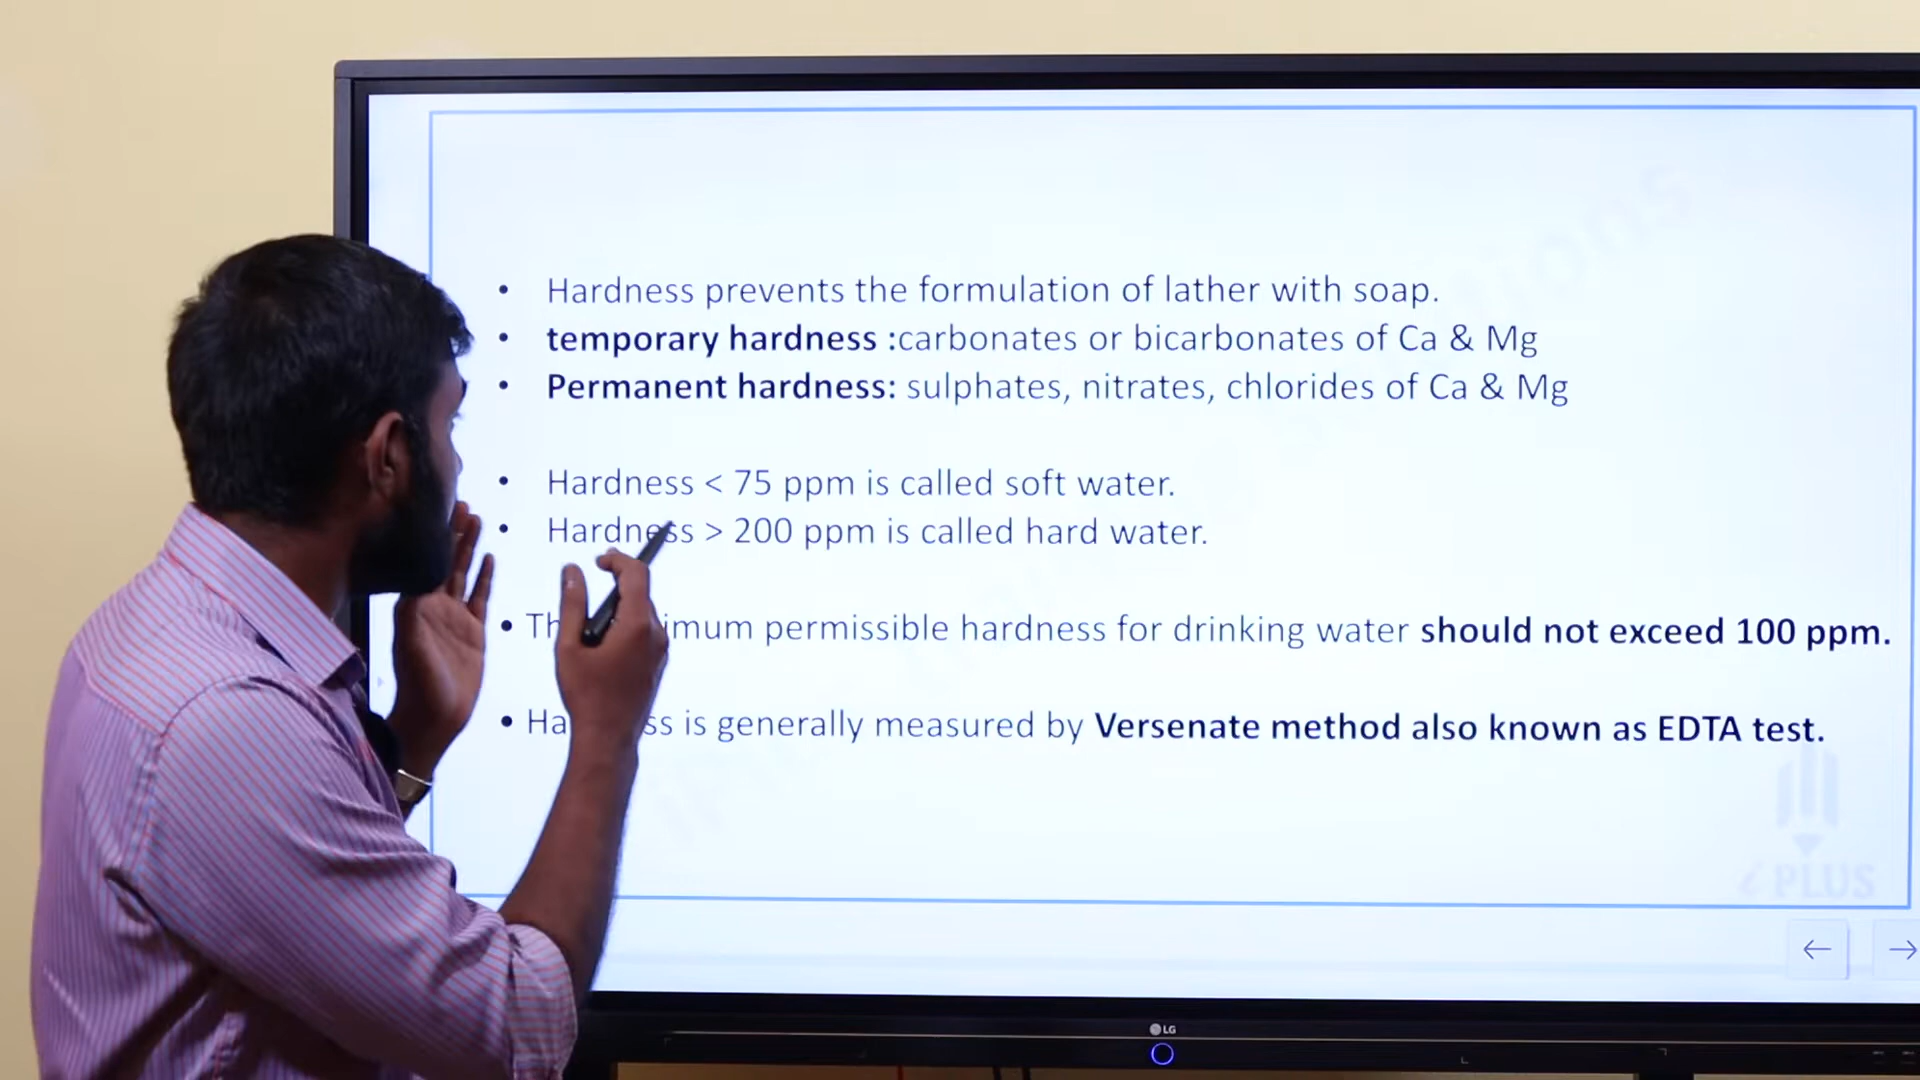 • Hardness prevents the formulation of lather with soap.
• temporary hardness :carbonates or bicarbonates of Ca & Mg
• Permanent hardness: sulphates, nitrates, chlorides of Ca & Mg
• Hardness < 75 ppm is called soft water.
• Hardness > 200 ppm is called hard water.
• permissible hardness for drinking water should not exceed 100 ppm.
• is generally measured by Versenate method also known as EDTA test.
PLUS
LG